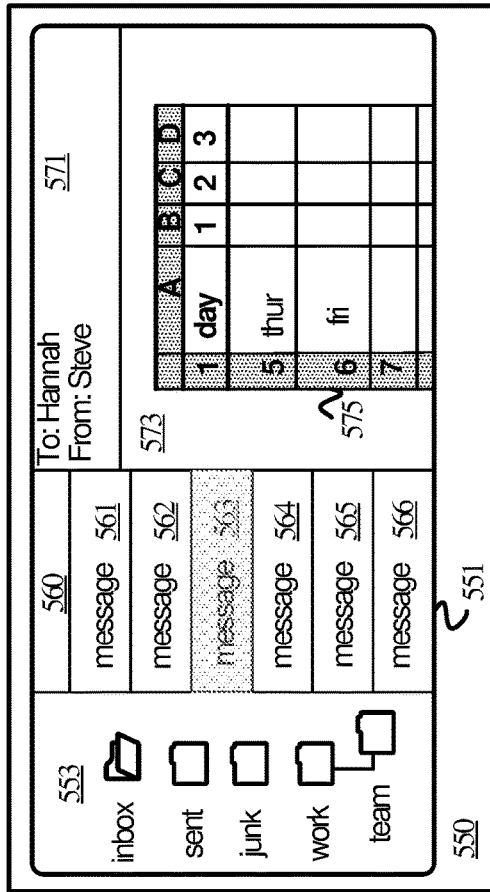 553
inbox
sent
junk
work
team
550
560
message 561
message 562
message 563
message 564
message 565
message 566
551
To: Hannah
From: Steve
571
573
A B C D
1 day 1 2 3
5 thur
6 fri
7
575